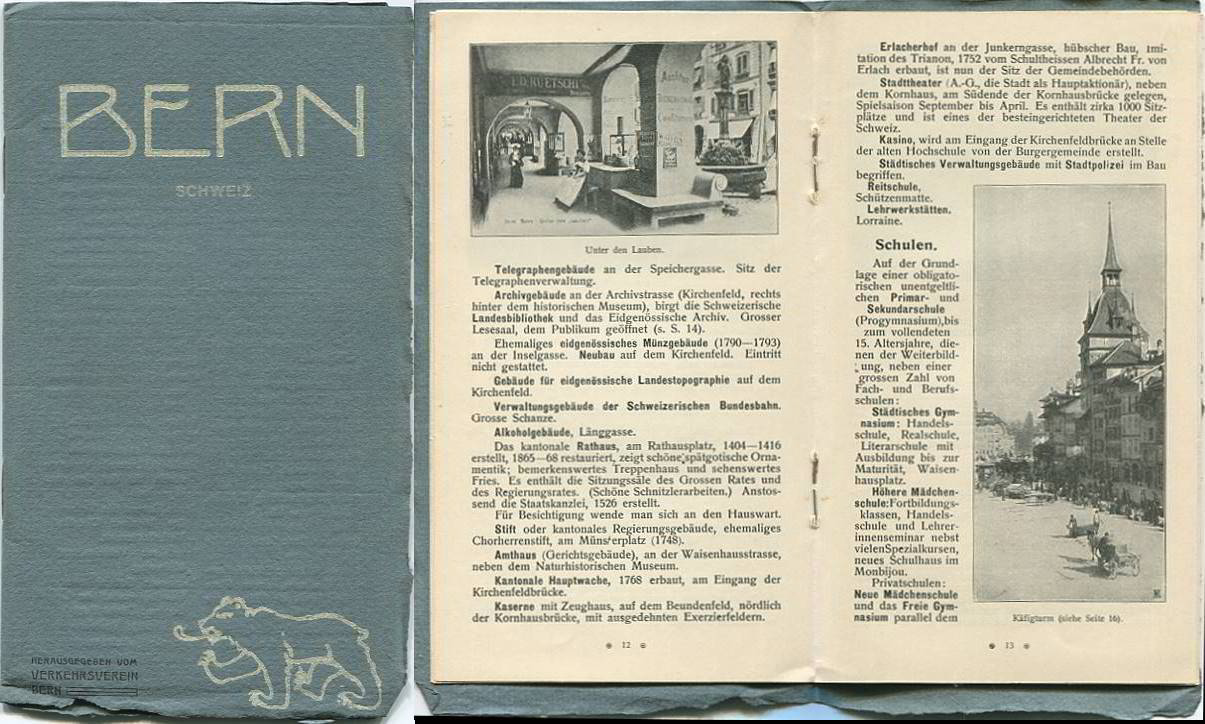 BERN
SCHWEIZ
HERAUSGEGEBEN VOM
VERKEHRSVEREIN
BERN
Unter den Lauben.
Telegraphengebäude an der Speichergasse. Sitz der
Telegraphenverwaltung.
Archivgebäude an der Archivstrasse (Kirchenfeld, rechts
hinter dem historischen Museum), birgt die Schweizerische
Landesbibliothek und das Eidgenössische Archiv. Grosser
Lesesaal, dem Publikum geöffnet (s. S. 14).
Ehemaliges eidgenössisches Münzgebäude (1790—1793)
an der Inselgasse. Neubau auf dem Kirchenfeld. Eintritt
nicht gestattet.
Gebäude für eidgenössische Landestopographie auf dem
Kirchenfeld.
Verwaltungsgebäude der Schweizerischen Bundesbahn.
Grosse Schanze.
Alkoholgebäude, Länggasse.
Das kantonale Rathaus, am Rathausplatz, 1404—1416
erstellt, 1865—68 restauriert, zeigt schöne spätgotische Orna-
mentik; bemerkenswertes Treppenhaus und sehenswertes
Fries. Es enthält die Sitzungssäle des Grossen Rates und
des Regierungsrates. (Schöne Schnitzlerarbeiten.) Anstos-
send die Staatskanzlei, 1526 erstellt.
Für Besichtigung wende man sich an den Hauswart.
Stift oder kantonales Regierungsgebäude, ehemaliges
Chorherrenstift, am Münsterplatz (1748).
Amthaus (Gerichtsgebäude), an der Waisenhausstrasse,
neben dem Naturhistorischen Museum.
Kantonale Hauptwache, 1768 erbaut, am Eingang der
Kirchenfeldbrücke.
Kaserne mit Zeughaus, auf dem Beundenfeld, nördlich
der Kornhausbrücke, mit ausgedehnten Exerzierfeldern.
12
Erlacherhof an der Junkerngasse, hübscher Bau, Imi-
tation des Trianon, 1752 vom Schultheissen Albrecht Fr. von
Erlach erbaut, ist nun der Sitz der Gemeindebehörden.
Stadttheater (A.-G., die Stadt als Hauptaktionär), neben
dem Kornhaus, am Südende der Kornhausbrücke gelegen,
Spielsaison September bis April. Es enthält zirka 1000 Sitz-
plätze und ist eines der besteingerichteten Theater der
Schweiz.
Kasino, wird am Eingang der Kirchenfeldbrücke an Stelle
der alten Hochschule von der Burgergemeinde erstellt.
Städtisches Verwaltungsgebäude mit Stadtpolizei im Bau
begriffen.
Reitschule,
Schützenmatte.
Lehrwerkstätten,
Lorraine.
Schulen.
Auf der Grund-
lage einer obligato-
rischen unentgeltli-
chen Primar- und
Sekundarschule
(Progymnasium),bis
zum vollendeten
15. Altersjahre, die-
nen der Weiterbild-
ung, neben einer
grossen Zahl von
Fach- und Berufs-
schulen:
Städtisches Gym-
nasium: Handels-
schule, Realschule,
Literarschule mit
Ausbildung bis zur
Maturität, Waisen-
hausplatz.
Höhere Mädchen-
schule:Fortbildungs-
klassen, Handels-
schule und Lehrer-
innenseminar nebst
vielenSpezialkursen,
neues Schulhaus im
Monbijou.
Privatschulen:
Neue Mädchenschule
und das Freie Gym-
nasium parallel dem
Käfigturm (siehe Seite 16).
13